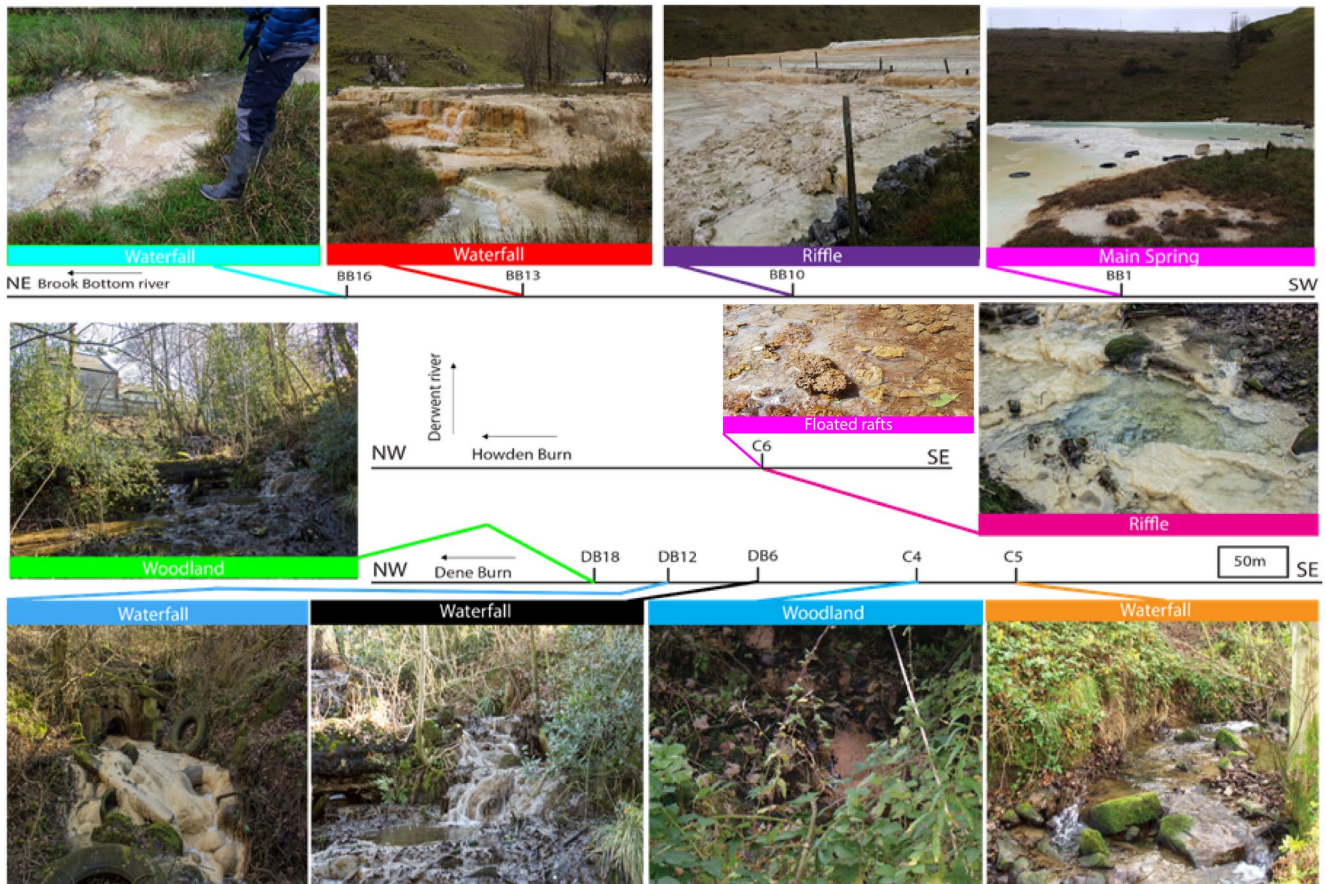 Waterfall
Waterfall
Riffle
Main Spring
NE
Brook Bottom river
BB16
BB13
BB10
BB1
SW
Derwent river
NW
Howden Burn
C6
SE
Floated rafts
Riffle
Woodland
NW
Dene Burn
DB18
DB12
DB6
C4
C5
50m
SE
Waterfall
Waterfall
Woodland
Waterfall